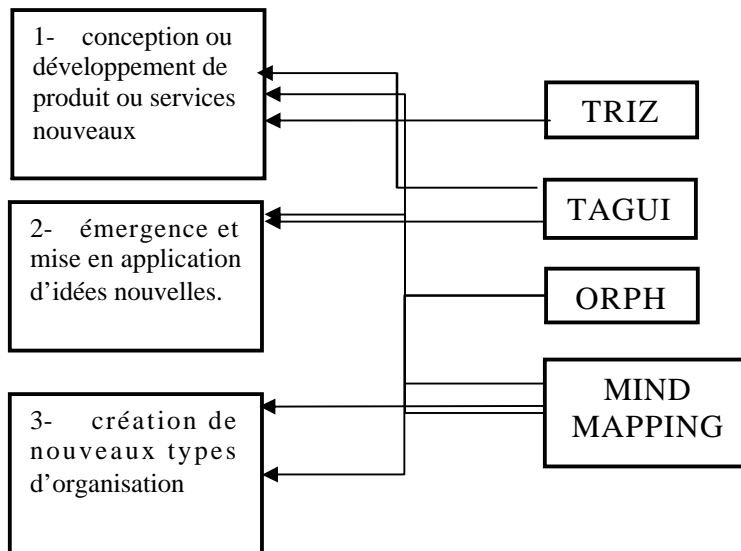 1- conception ou
développement de
produit ou services
nouveaux
TRIZ
TAGUI
2- émergence et
mise en application
d’idées nouvelles.
ORPH
MIND
MAPPING
3- création de
nouveaux types
d’organisation